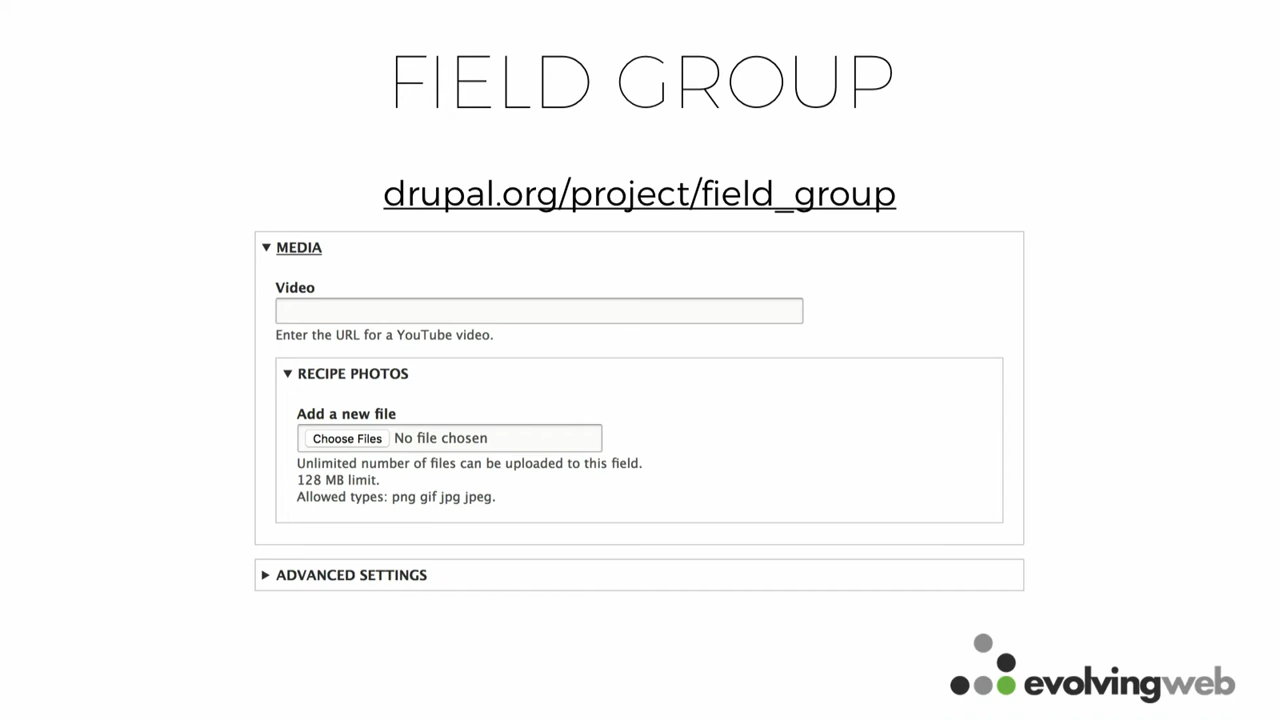 FIELD GROUP
drupal.org/project/field_group
MEDIA
Video
Enter the URL for a YouTube video.
RECIPE PHOTOS
Add a new file
Choose Files No file chosen
Unlimited number of files can be uploaded to this field.
128 MB limit.
Allowed types: png gif jpg jpeg.
ADVANCED SETTINGS
evolvingweb